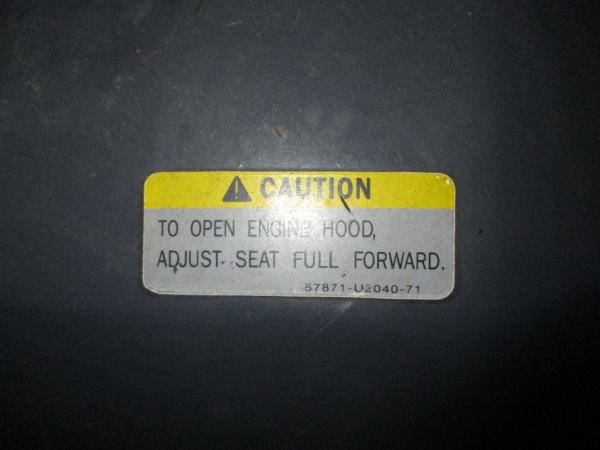 CAUTION
TO OPEN ENGINE HOOD,
ADJUST SEAT FULL FORWARD.
57871-U2040-71